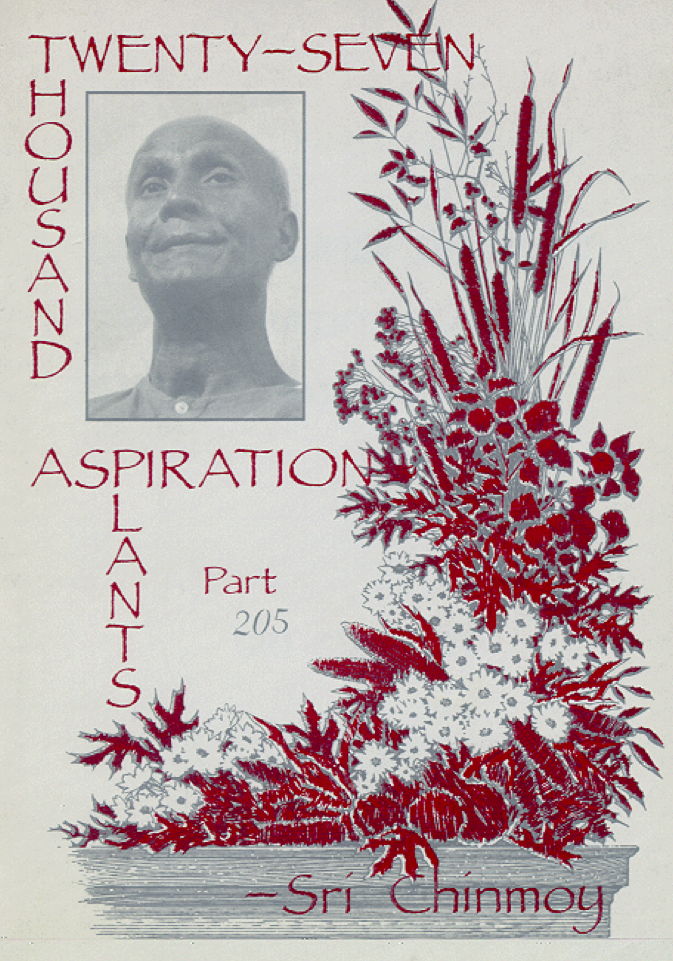 TWENTY-SEVEN
THOUSAND
ASPIRATION
PLANTS
Part
205
-Sri Chinmoy